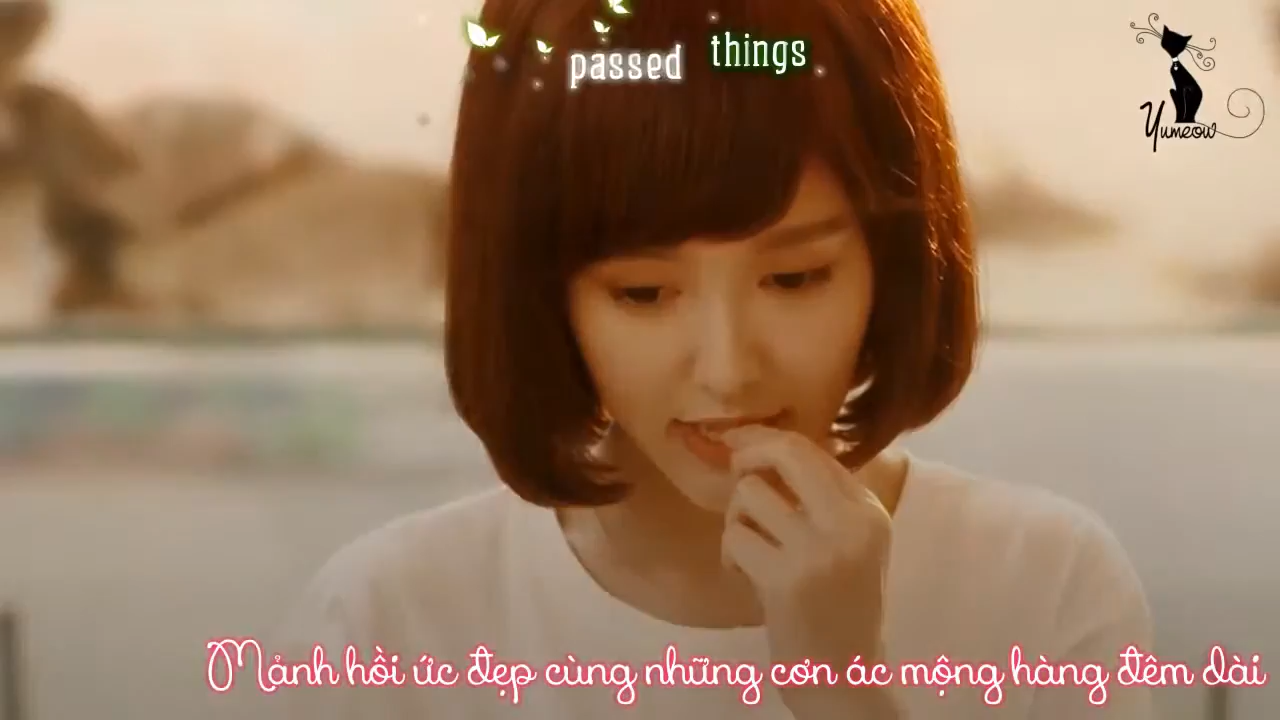 passed things
Yumeow
Mảnh hồi ức đẹp cùng những cơn ác mộng hàng đêm dài